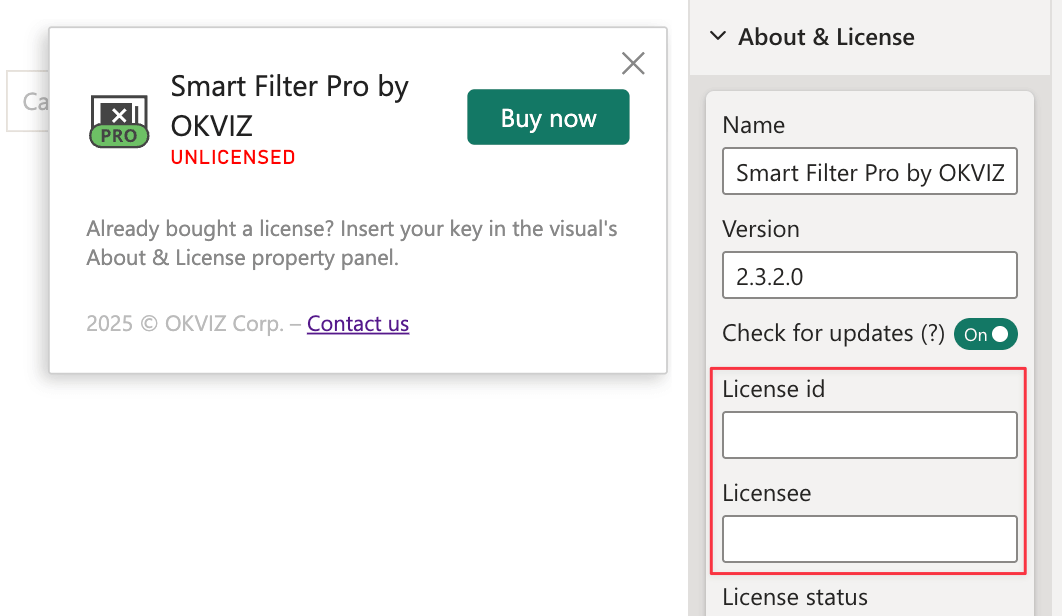 Ca
Smart Filter Pro by
OKVIZ
PRO
UNLICENSED
Buy now
Already bought a license? Insert your key in the visual's
About & License property panel.
2025 © OKVIZ Corp. – Contact us
About & License
Name
Smart Filter Pro by OKVIZ
Version
2.3.2.0
Check for updates (?) On
License id
Licensee
License status